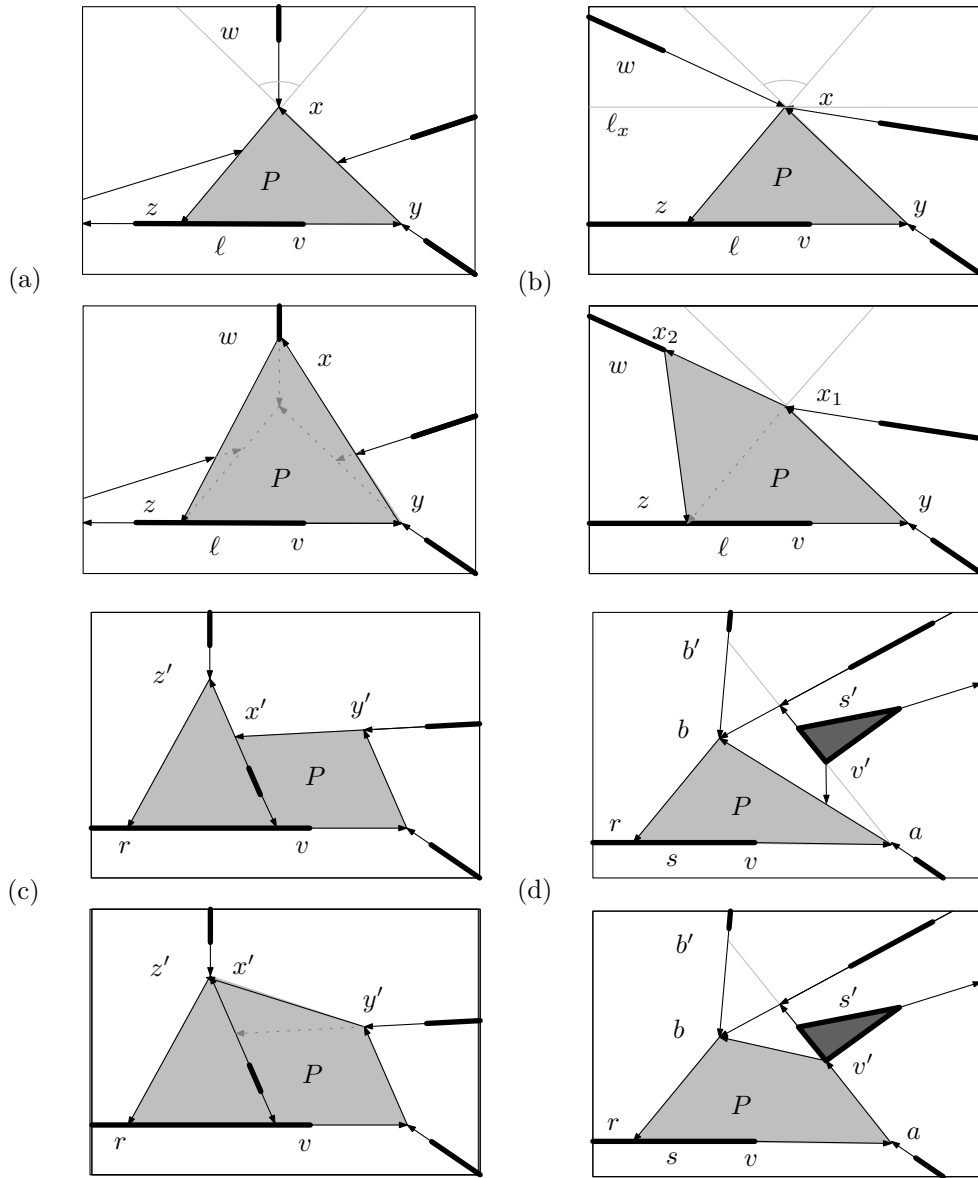 w
x
P
z
y
ℓ
v
(a)
w
x
ℓₓ
P
z
y
ℓ
v
(b)
w
x
P
z
y
ℓ
v
x₂
w
x₁
P
z
y
ℓ
v
z′
x′
y′
P
r
v
(c)
b′
s′
b
v′
P
r
a
s
v
(d)
z′
x′
y′
P
r
v
b′
s′
b
v′
P
r
a
s
v